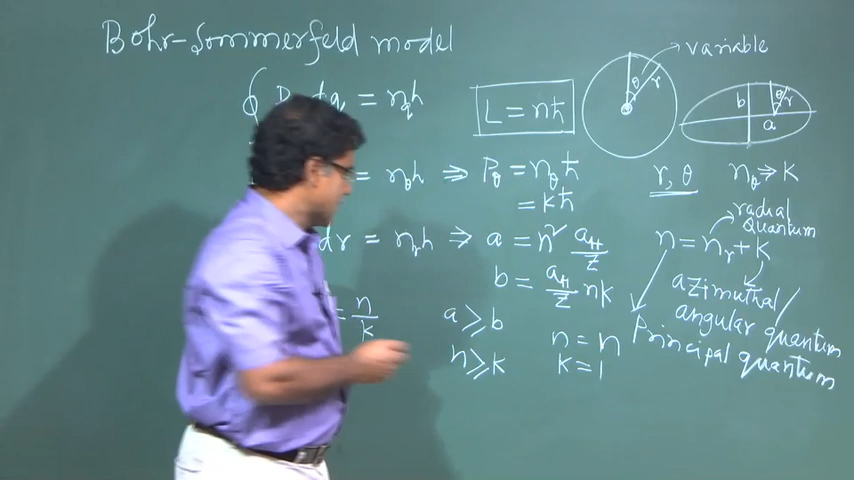 Bohr-Sommerfeld model
variable
= n_q h
L = nħ
θ r
b θ r
a
= n_θ h ⇒ P_θ = n_θ ħ
= kħ
r, θ n_θ ⇒ k
radial
quantum
dr = n_r h ⇒ a = n² a_H/Z
n = n_r + k
b = a_H/Z nk
azimuthal/
angular quantum
Principal quantum
= n/k
a ≥ b
n ≥ k
n = n
k = 1